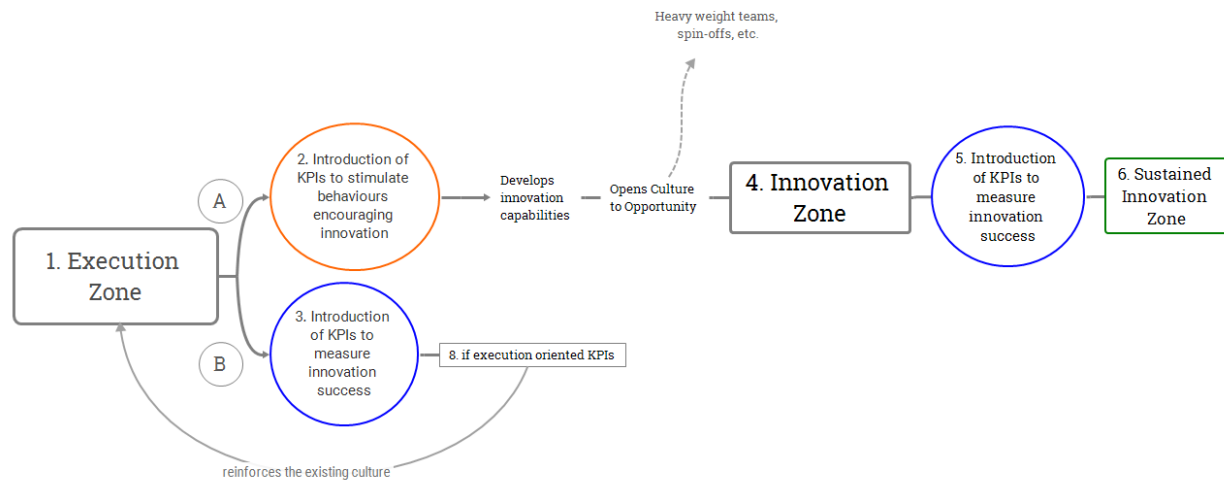 Heavy weight teams,
spin-offs, etc.
2. Introduction of
KPIs to stimulate
behaviours
encouraging
innovation
A
Develops
innovation
capabilities
Opens Culture
to Opportunity
4. Innovation
Zone
5. Introduction
of KPIs to
measure
innovation
success
6. Sustained
Innovation
Zone
1. Execution
Zone
3. Introduction
of KPIs to
measure
innovation
success
B
8. if execution oriented KPIs
reinforces the existing culture